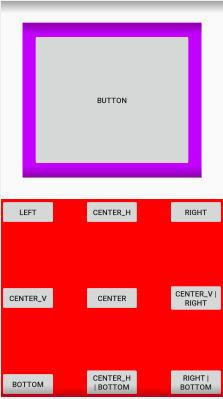 BUTTON
LEFT
CENTER_H
RIGHT
CENTER_V
CENTER
CENTER_V |
RIGHT
BOTTOM
CENTER_H
| BOTTOM
RIGHT |
BOTTOM